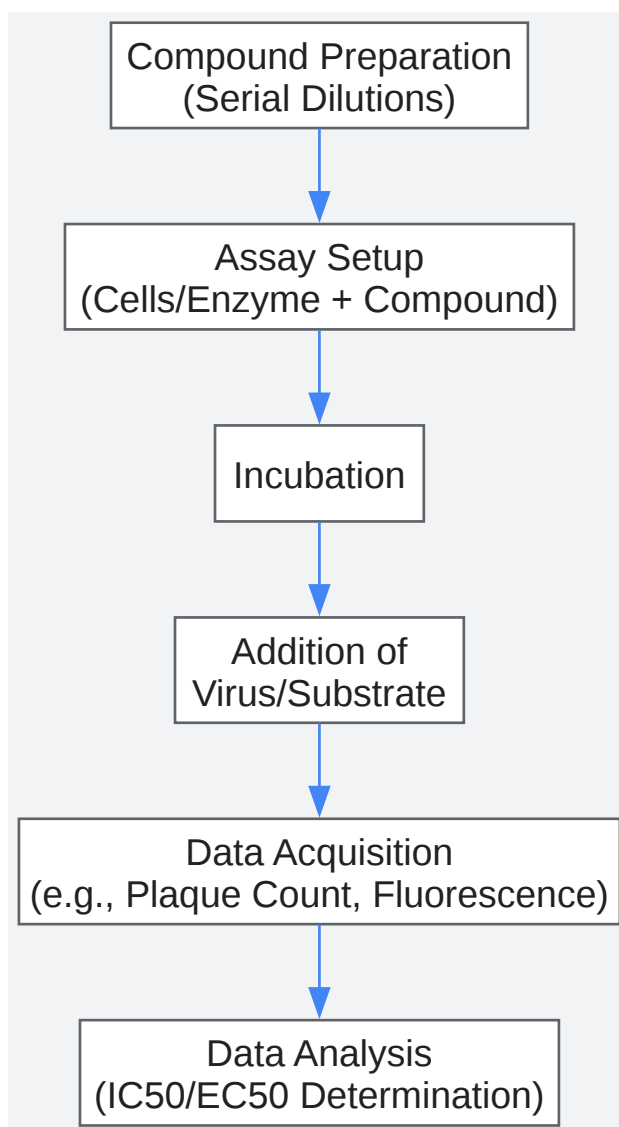 Compound Preparation
(Serial Dilutions)
Assay Setup
(Cells/Enzyme + Compound)
Incubation
Addition of
Virus/Substrate
Data Acquisition
(e.g., Plaque Count, Fluorescence)
Data Analysis
(IC50/EC50 Determination)